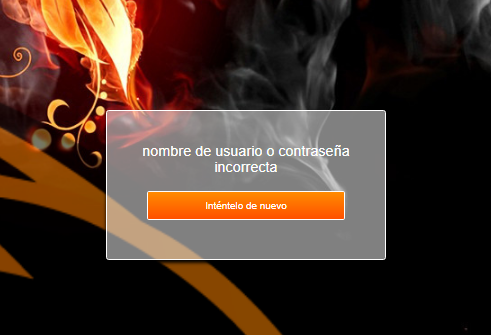 nombre de usuario o contraseña
incorrecta
Inténtelo de nuevo